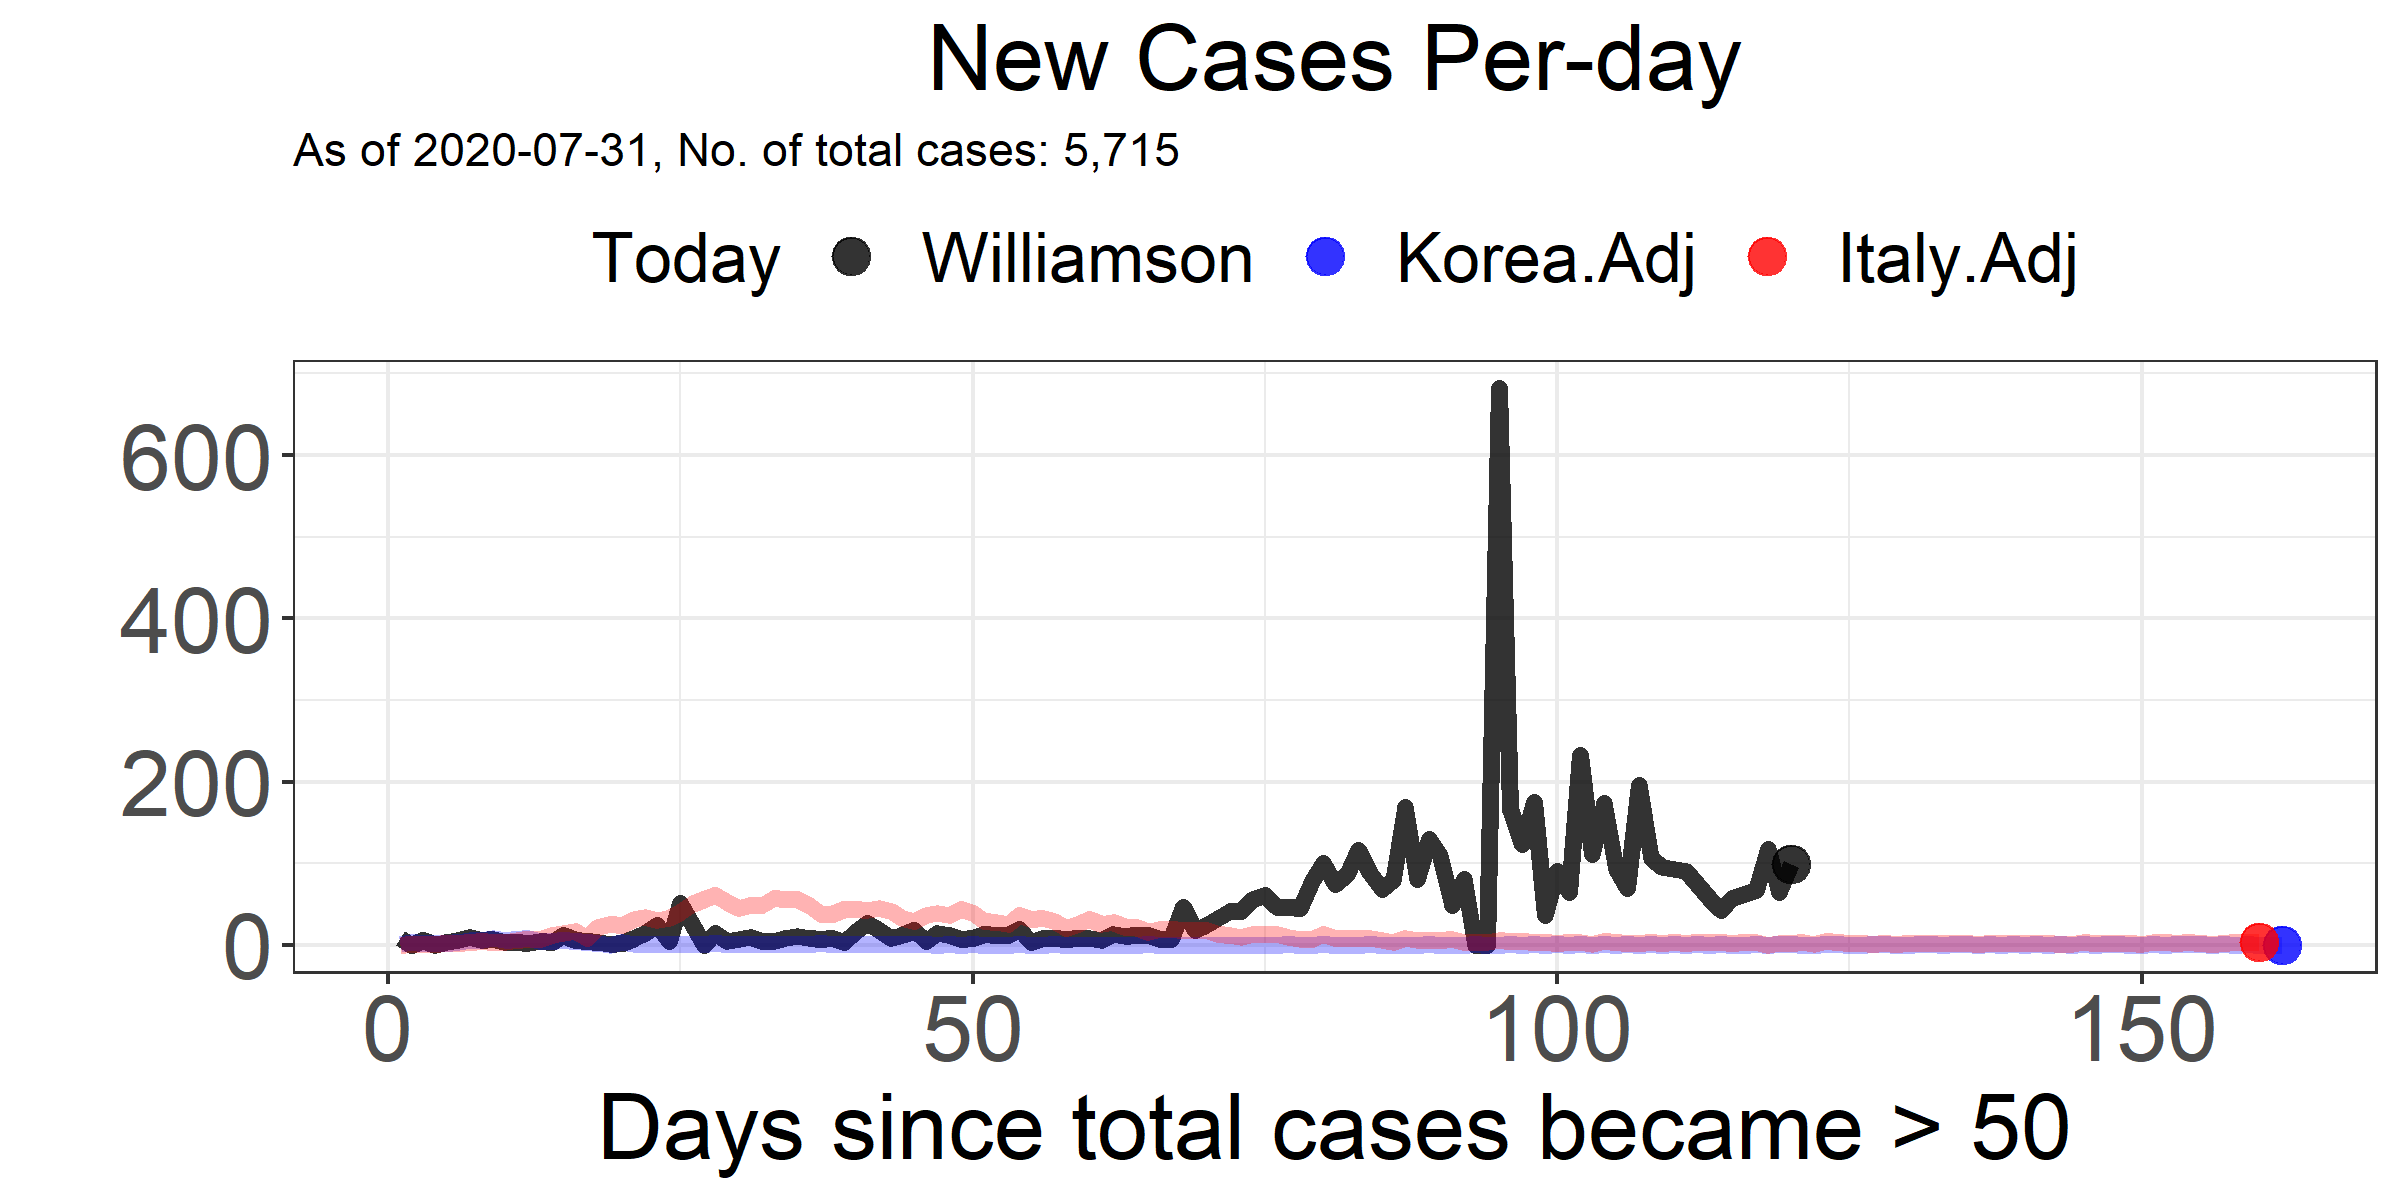 New Cases Per-day
As of 2020-07-31, No. of total cases: 5,715
Today Williamson Korea.Adj Italy.Adj
600
400
200
0
0 50 100 150
Days since total cases became > 50